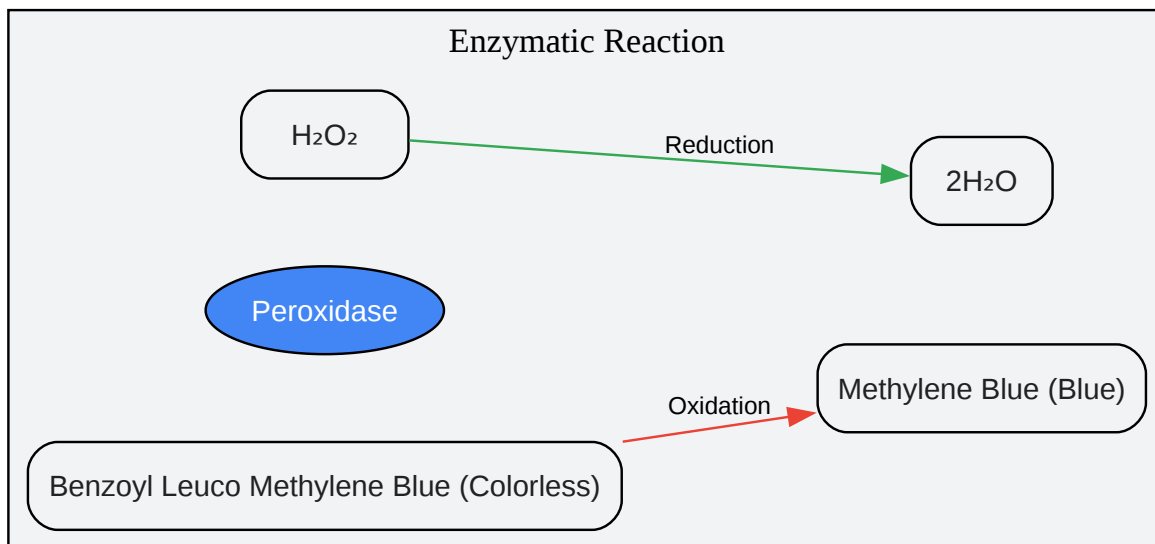 Enzymatic Reaction
H₂O₂
Reduction
2H₂O
Peroxidase
Methylene Blue (Blue)
Oxidation
Benzoyl Leuco Methylene Blue (Colorless)